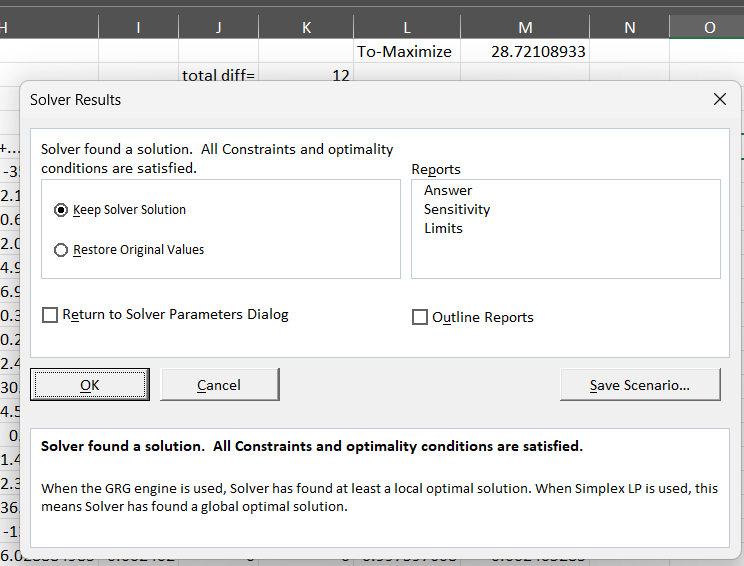 H I J K L M N O
To-Maximize 28.72108933
total diff= 12
Solver Results
Solver found a solution. All Constraints and optimality
conditions are satisfied.
Reports
Answer
Sensitivity
Limits
Keep Solver Solution
Restore Original Values
Return to Solver Parameters Dialog
Outline Reports
OK Cancel Save Scenario...
Solver found a solution. All Constraints and optimality conditions are satisfied.
When the GRG engine is used, Solver has found at least a local optimal solution. When Simplex LP is used, this
means Solver has found a global optimal solution.